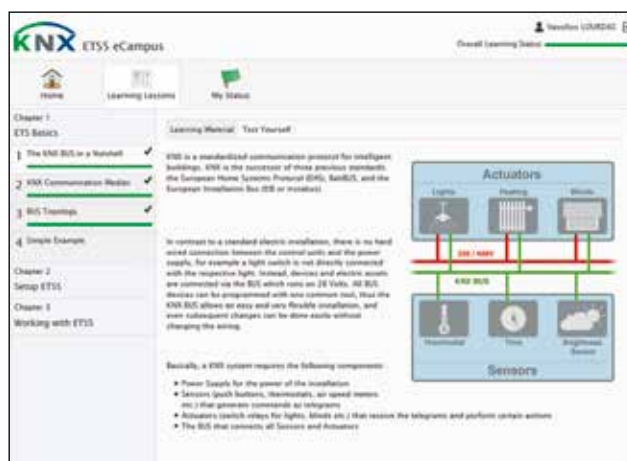 KNX ETS5 eCampus
Vassilios LOURDAS
Overall Learning Status
Home
Learning Lessons
My Status
Chapter 1
ETS Basics
1 The KNX BUS in a Nutshell
2 KNX Communication Medias
3 BUS Topology
4 Simple Example
Chapter 2
Setup ETS5
Chapter 3
Working with ETS5
Learning Material Test Yourself
KNX is a standardized communication protocol for intelligent
buildings. KNX is the successor of three previous standards:
the European Home Systems Protocol (EHS), BatiBUS, and the
European Installation Bus (EIB or Instabus).
In contrast to a standard electric installation, there is no hard
wired connection between the control units and the power
supply, for example a light switch is not directly connected
with the respective light. Instead, devices and electric assets
are connected via the BUS which runs on 28 Volts. All BUS
devices can be programmed with one common tool, thus the
KNX BUS allows an easy and very flexible installation, and
even subsequent changes can be done easily without
changing the wiring.
Basically, a KNX system requires the following components:
Power Supply for the power of the installation
Sensors (push buttons, thermostats, air speed meters
etc.) that generate commands as telegrams
Actuators (switch relays for lights, blinds etc.) that receive the telegrams and perform certain actions
The BUS that connects all Sensors and Actuators
Actuators
Lights
Heating
Blinds
230 / 400V
KNX BUS
Thermostat
Time
Brightness
Sensor
Sensors